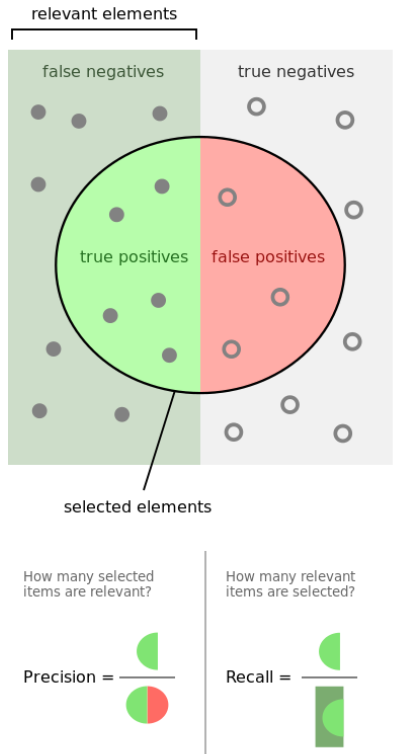 relevant elements
false negatives
true negatives
true positives
false positives
selected elements
How many selected
items are relevant?
How many relevant
items are selected?
Precision =
Recall =